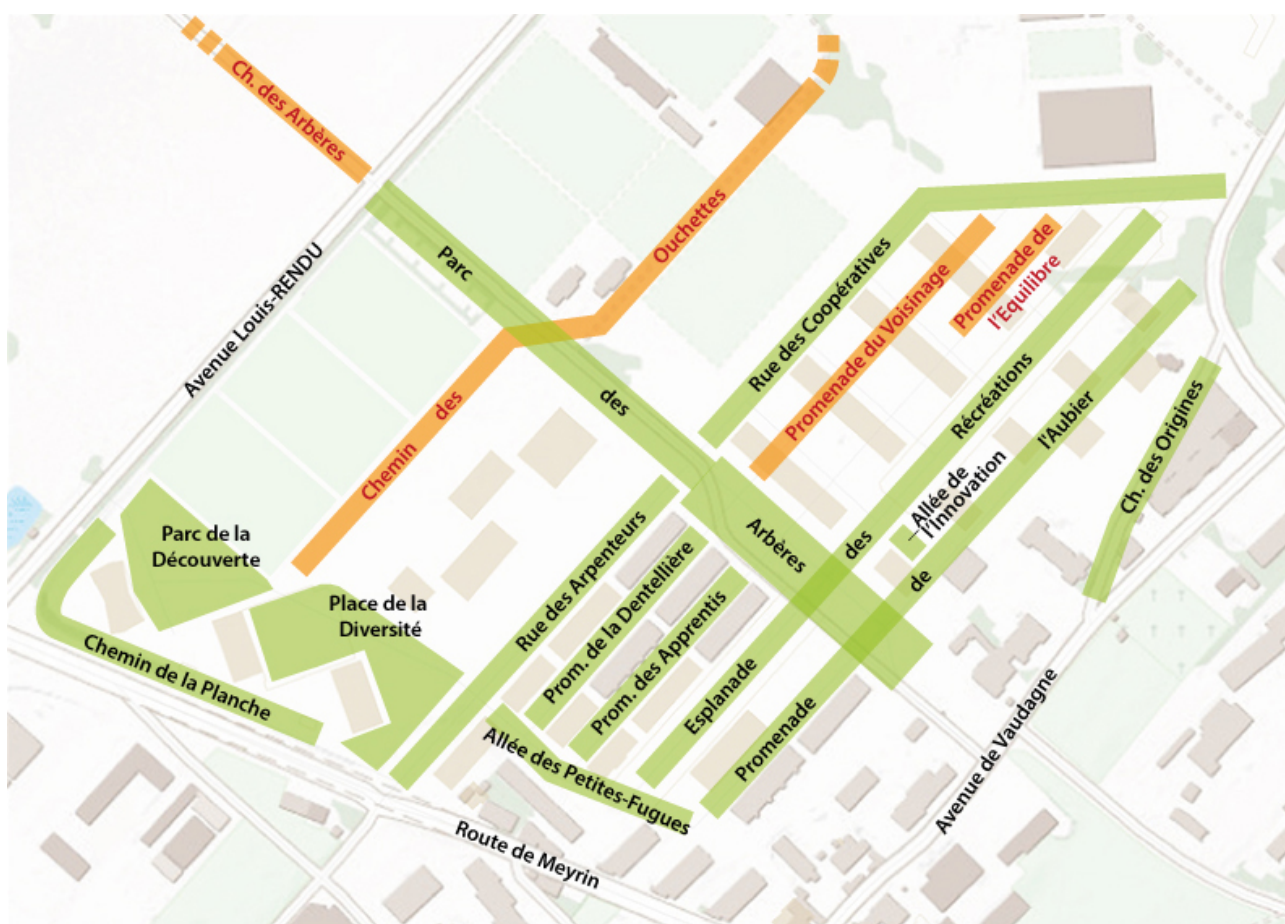 Ch. des Arbères
Avenue Louis-RENDU
Parc des Arbères
Chemin des Ouchettes
Rue des Coopératives
Promenade du Voisinage
Promenade de
l'Equilibre
Esplanade des Récréations
Promenade de l'Aubier
Allée de
l'Innovation
Ch. des Origines
Parc de la
Découverte
Place de la
Diversité
Chemin de la Planche
Rue des Arpenteurs
Prom. de la Dentellière
Prom. des Apprentis
Allée des Petites-Fugues
Route de Meyrin
Avenue de Vaudagne